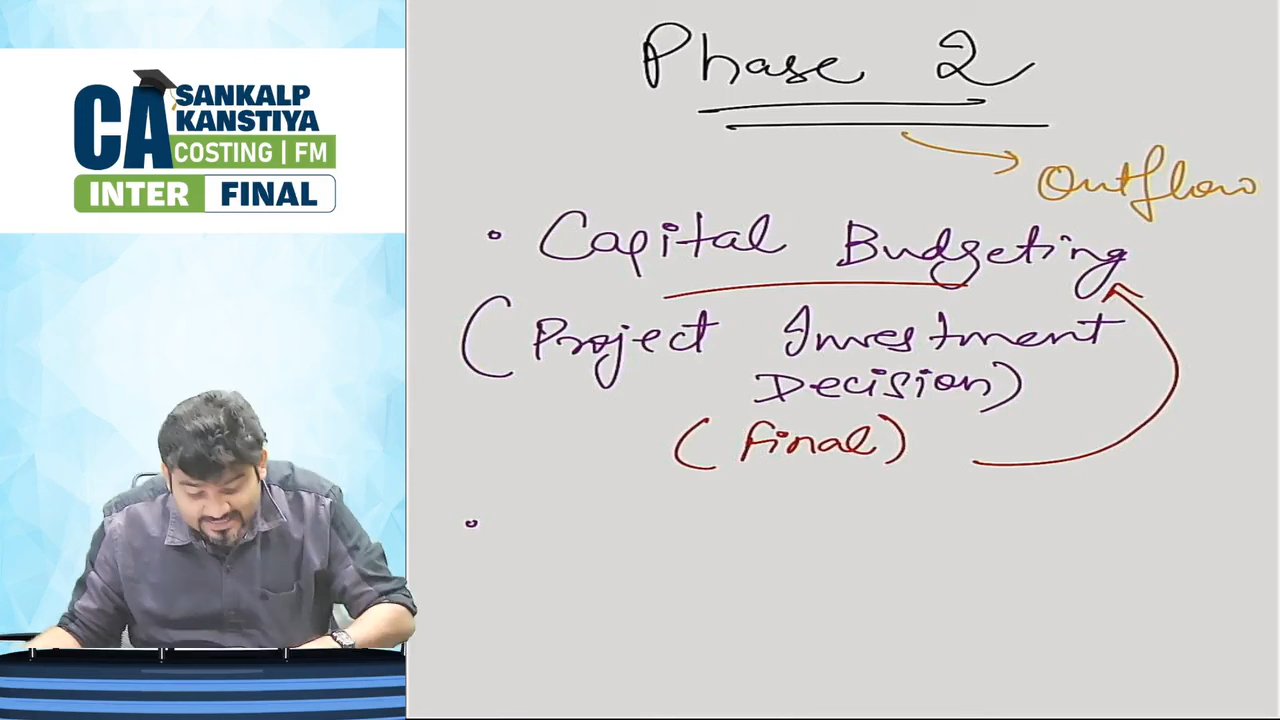 CA
SANKALP
KANSTIYA
COSTING | FM
INTER FINAL
Phase 2
Outflow
• Capital Budgeting
(Project Investment
Decision)
(Final)
•